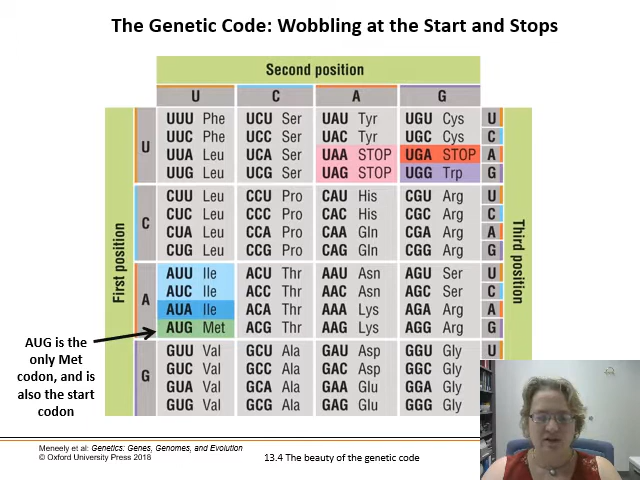 The Genetic Code: Wobbling at the Start and Stops
Second position
U C A G
First position
Third position
U
UUU Phe UCU Ser UAU Tyr UGU Cys U
UUC Phe UCC Ser UAC Tyr UGC Cys C
UUA Leu UCA Ser UAA STOP UGA STOP A
UUG Leu UCG Ser UAG STOP UGG Trp G
C
CUU Leu CCU Pro CAU His CGU Arg U
CUC Leu CCC Pro CAC His CGC Arg C
CUA Leu CCA Pro CAA Gln CGA Arg A
CUG Leu CCG Pro CAG Gln CGG Arg G
A
AUU Ile ACU Thr AAU Asn AGU Ser U
AUC Ile ACC Thr AAC Asn AGC Ser C
AUA Ile ACA Thr AAA Lys AGA Arg A
AUG Met ACG Thr AAG Lys AGG Arg G
G
GUU Val GCU Ala GAU Asp GGU Gly U
GUC Val GCC Ala GAC Asp GGC Gly
GUA Val GCA Ala GAA Glu GGA Gly
GUG Val GCG Ala GAG Glu GGG Gly
AUG is the
only Met
codon, and is
also the start
codon
Meneely et al: Genetics: Genes, Genomes, and Evolution
© Oxford University Press 2018
13.4 The beauty of the genetic code